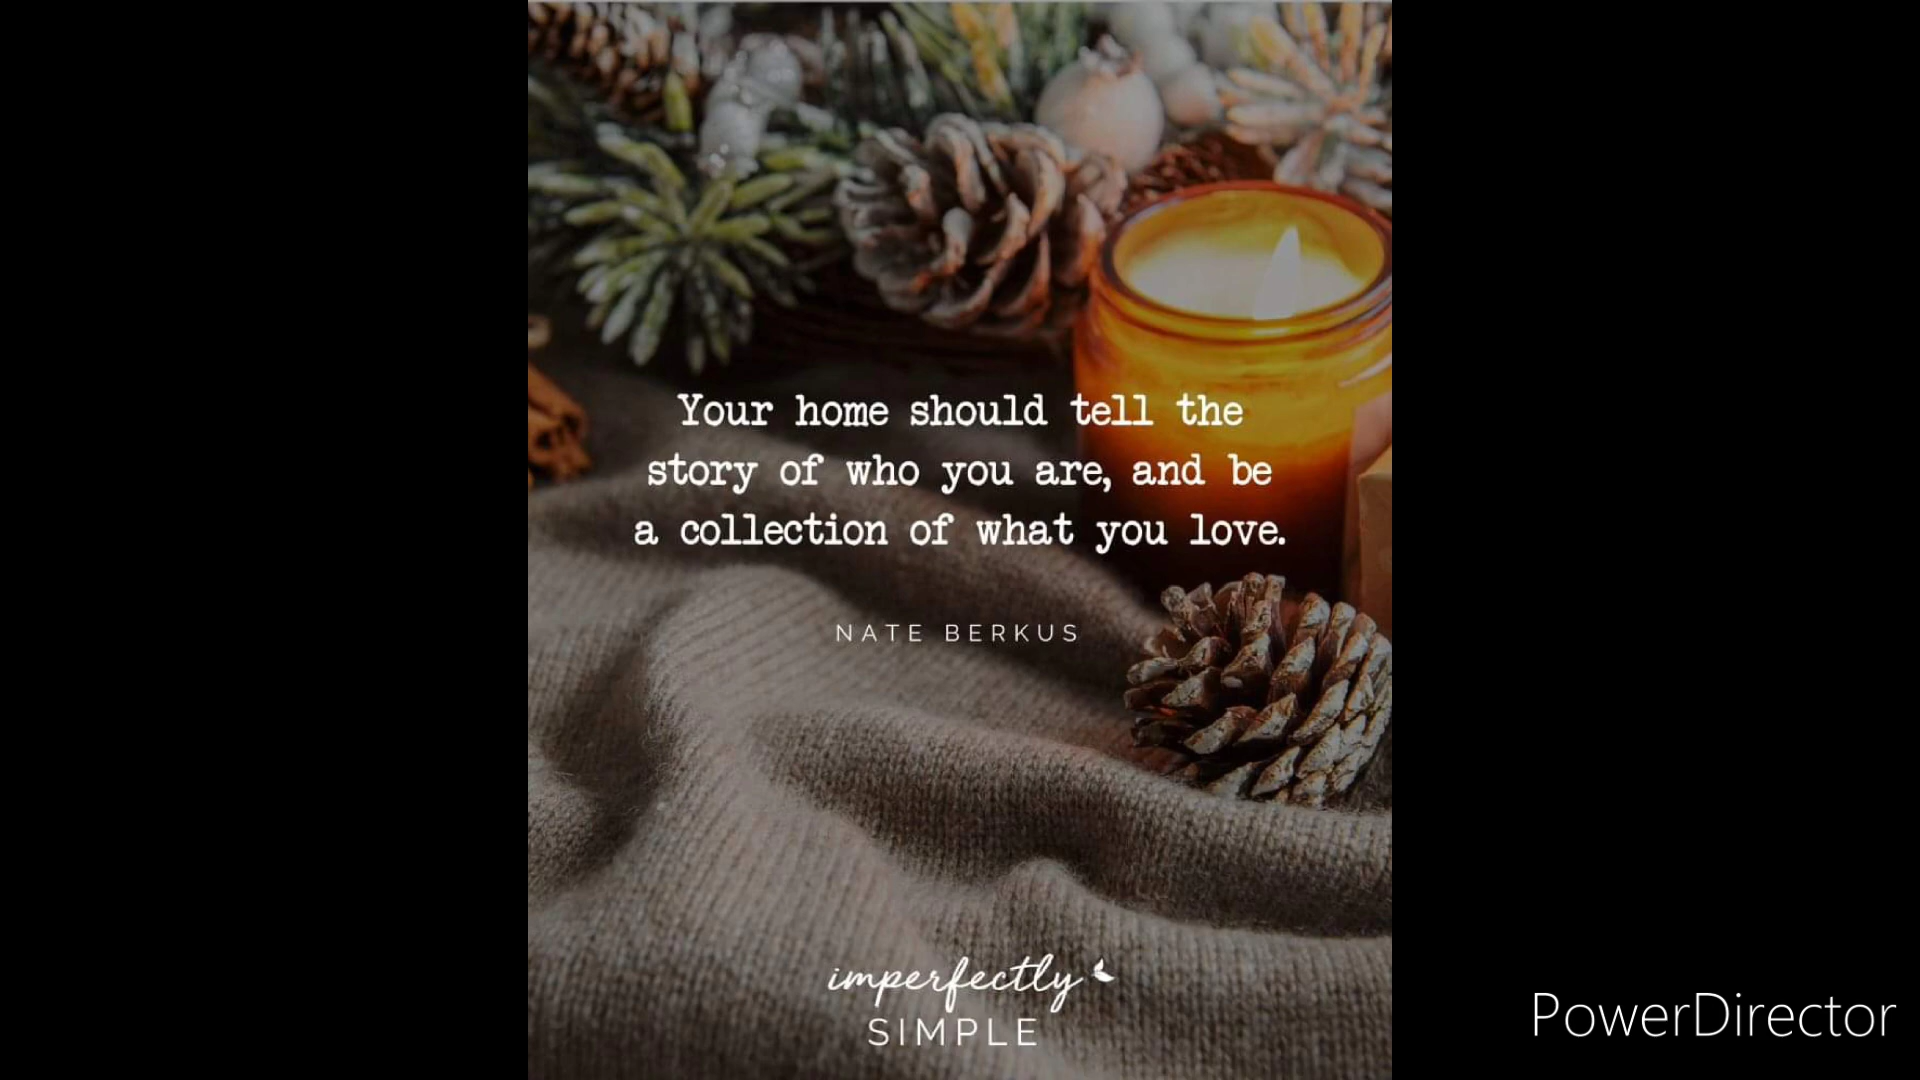 Your home should tell the
story of who you are, and be
a collection of what you love.
NATE BERKUS
imperfectly
SIMPLE
PowerDirector